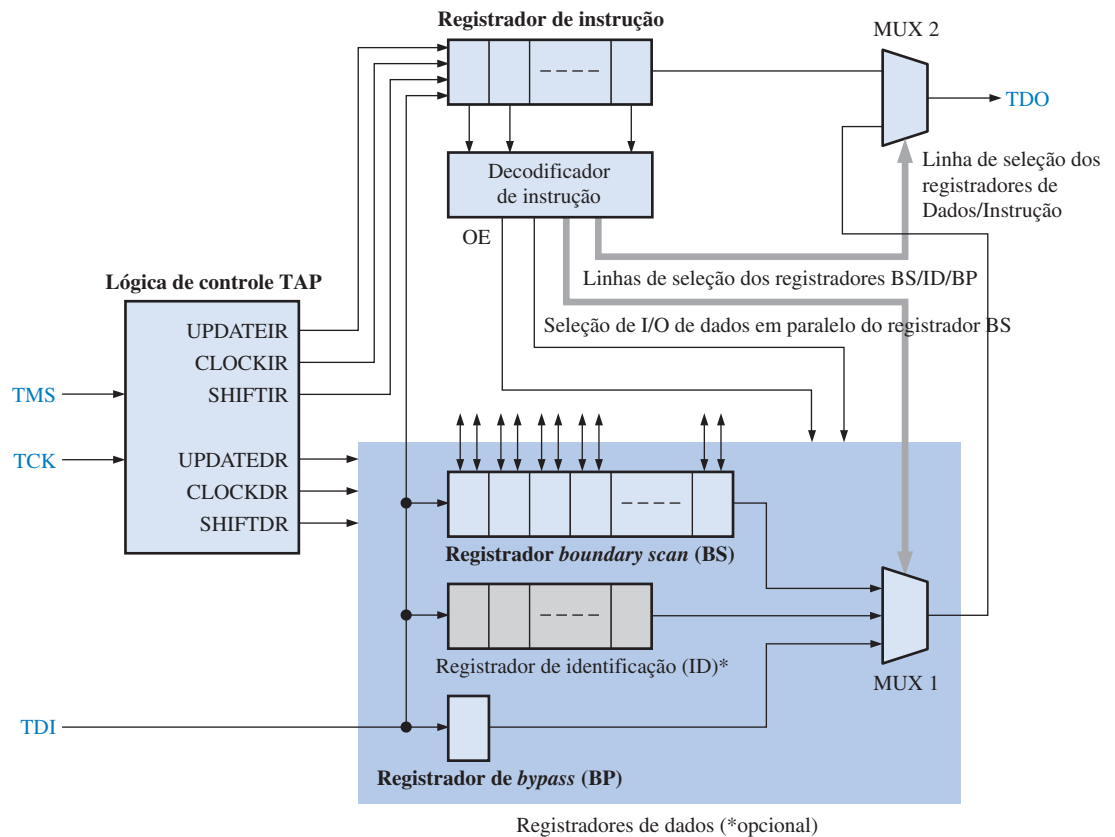 Registrador de instrução
MUX 2
TDO
Decodificador
de instrução
Linha de seleção dos
registradores de
Dados/Instrução
OE
Linhas de seleção dos registradores BS/ID/BP
Lógica de controle TAP
Seleção de I/O de dados em paralelo do registrador BS
UPDATEIR
CLOCKIR
SHIFTIR
TMS
TCK
UPDATEDR
CLOCKDR
SHIFTDR
Registrador boundary scan (BS)
Registrador de identificação (ID)*
MUX 1
TDI
Registrador de bypass (BP)
Registradores de dados (*opcional)